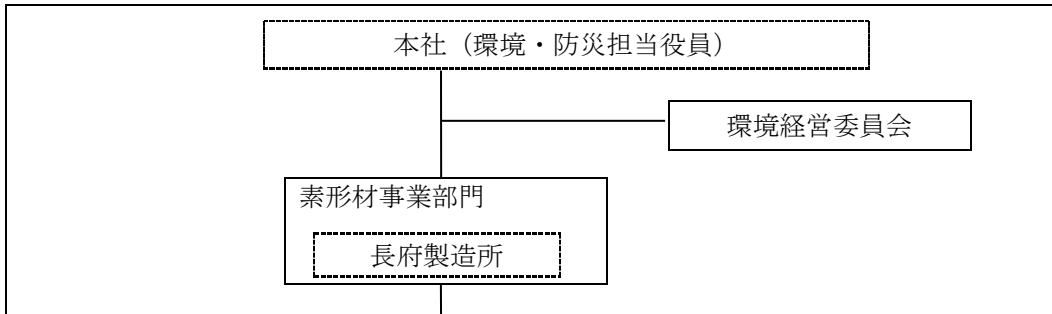 本社（環境・防災担当役員）
環境経営委員会
素形材事業部門
長府製造所